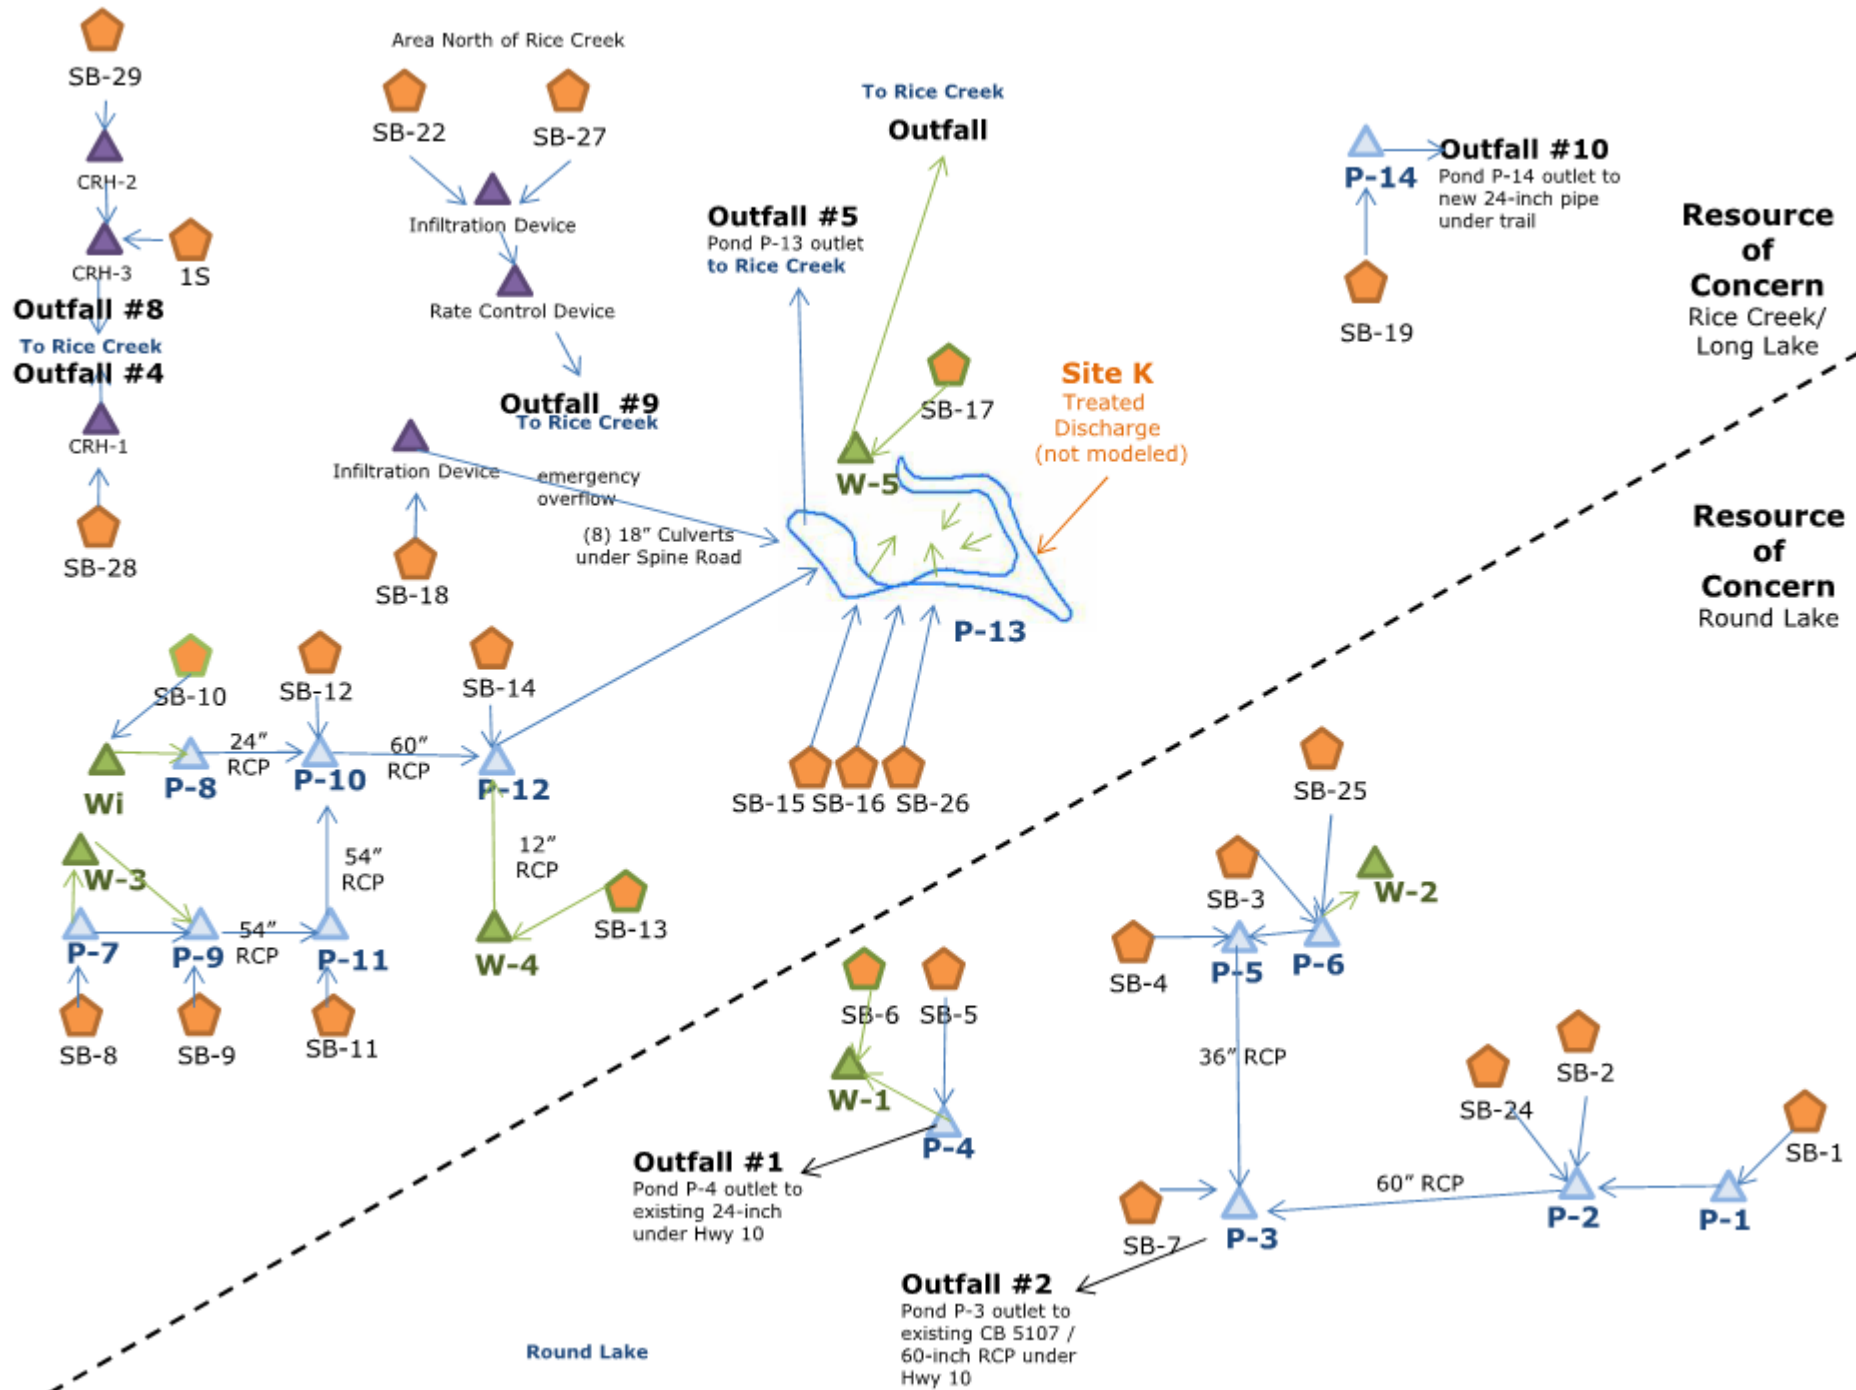 Area North of Rice Creek
SB-29
SB-22
SB-27
CRH-2
Infiltration Device
CRH-3
1S
Rate Control Device
Outfall #8
To Rice Creek
Outfall #4
CRH-1
SB-28
Outfall #9
To Rice Creek
Infiltration Device
emergency
overflow
SB-18
(8) 18” Culverts
under Spine Road
To Rice Creek
Outfall
Outfall #5
Pond P-13 outlet
to Rice Creek
SB-17
W-5
Site K
Treated
Discharge
(not modeled)
P-13
SB-15
SB-16
SB-26
P-14
Outfall #10
Pond P-14 outlet to
new 24-inch pipe
under trail
SB-19
Resource
of
Concern
Rice Creek/
Long Lake
Resource
of
Concern
Round Lake
SB-10
SB-12
SB-14
Wi
P-8
24”
RCP
P-10
60”
RCP
P-12
W-3
54”
RCP
12”
RCP
P-7
P-9
54”
RCP
P-11
W-4
SB-13
SB-8
SB-9
SB-11
SB-25
SB-3
W-2
SB-4
P-5
P-6
SB-6
SB-5
W-1
P-4
36” RCP
SB-2
SB-24
SB-1
Outfall #1
Pond P-4 outlet to
existing 24-inch
under Hwy 10
SB-7
P-3
60” RCP
P-2
P-1
Outfall #2
Pond P-3 outlet to
existing CB 5107 /
60-inch RCP under
Hwy 10
Round Lake